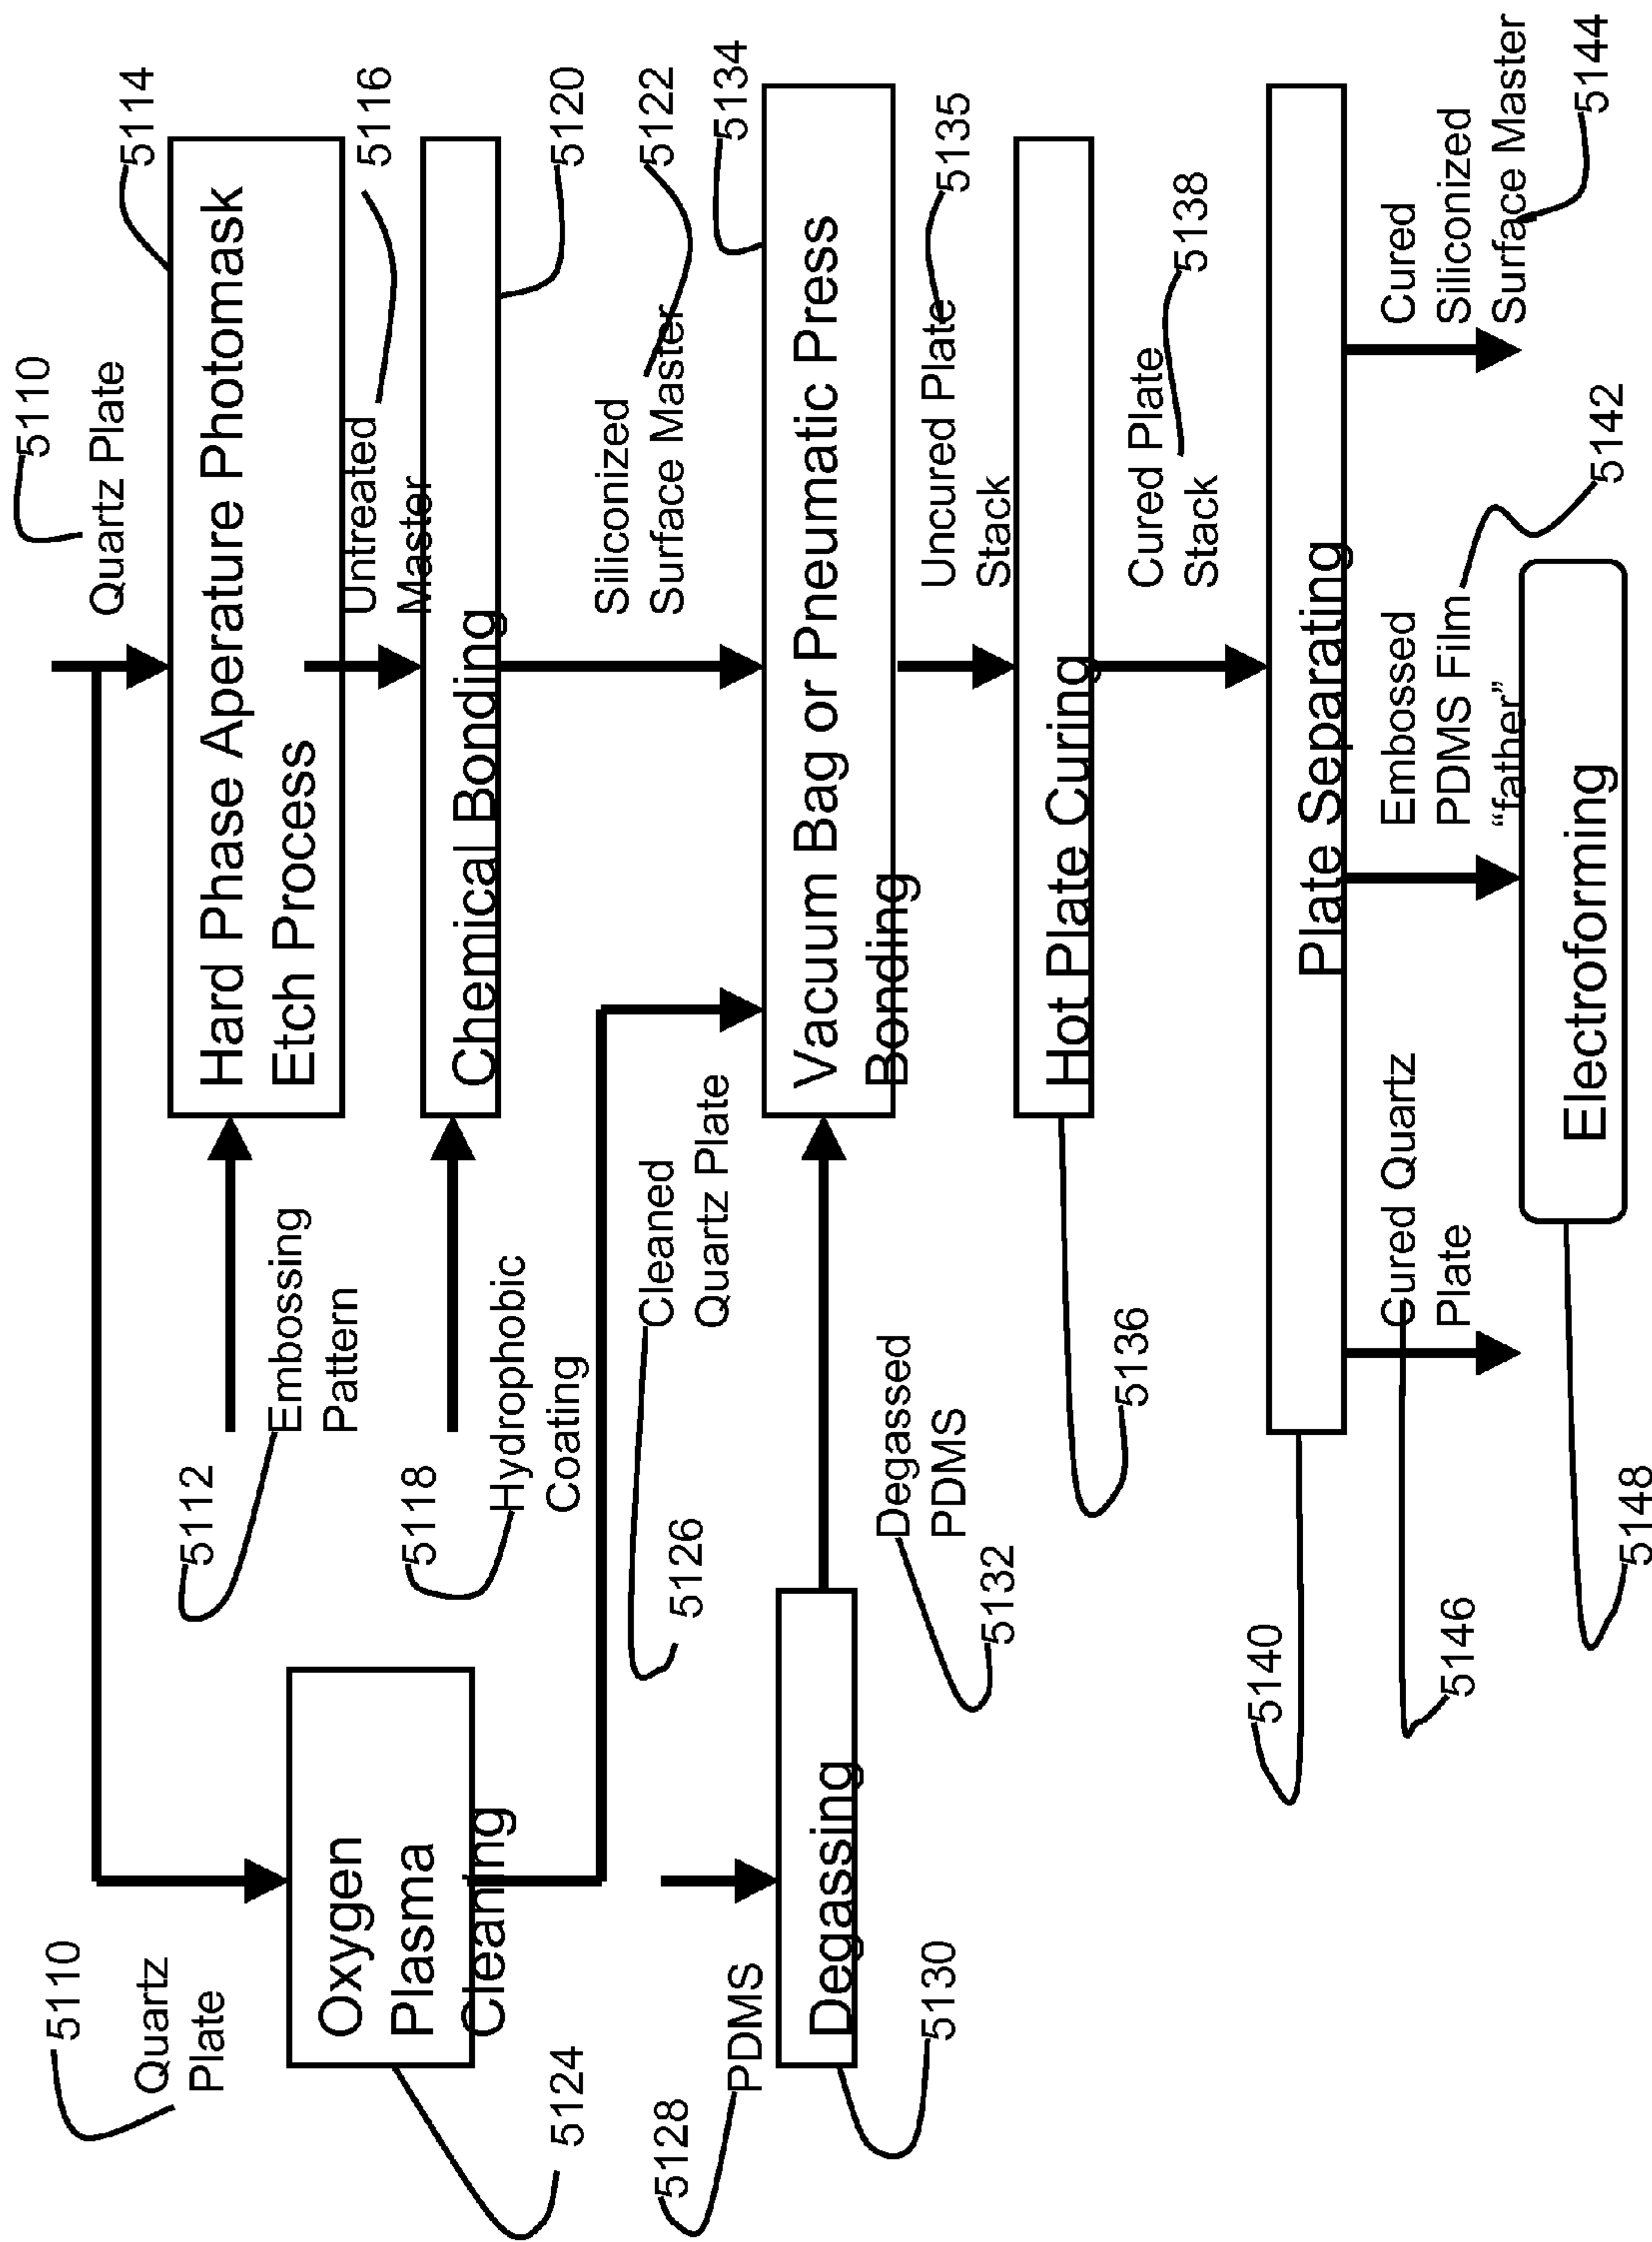 5110
Quartz Plate
5114
Hard Phase Aperature Photomask
Etch Process
5112
Embossing
Pattern
5110
Quartz
Plate
5124
Oxygen
Plasma
Cleaning
Untreated
Master
5116
5118
Hydrophobic
Coating
Chemical Bonding
5120
Siliconized
Surface Master
5122
5126
Cleaned
Quartz Plate
5128
PDMS
5130
Degassing
Degassed
PDMS
5132
5134
Vacuum Bag or Pneumatic Press
Bonding
Uncured Plate
Stack
5135
Hot Plate Curing
5136
Cured Plate
Stack
5138
5140
Plate Separating
Cured Quartz
Plate
5146
Embossed
PDMS Film
“father”
5142
Cured
Siliconized
Surface Master
5144
Electroforming
5148